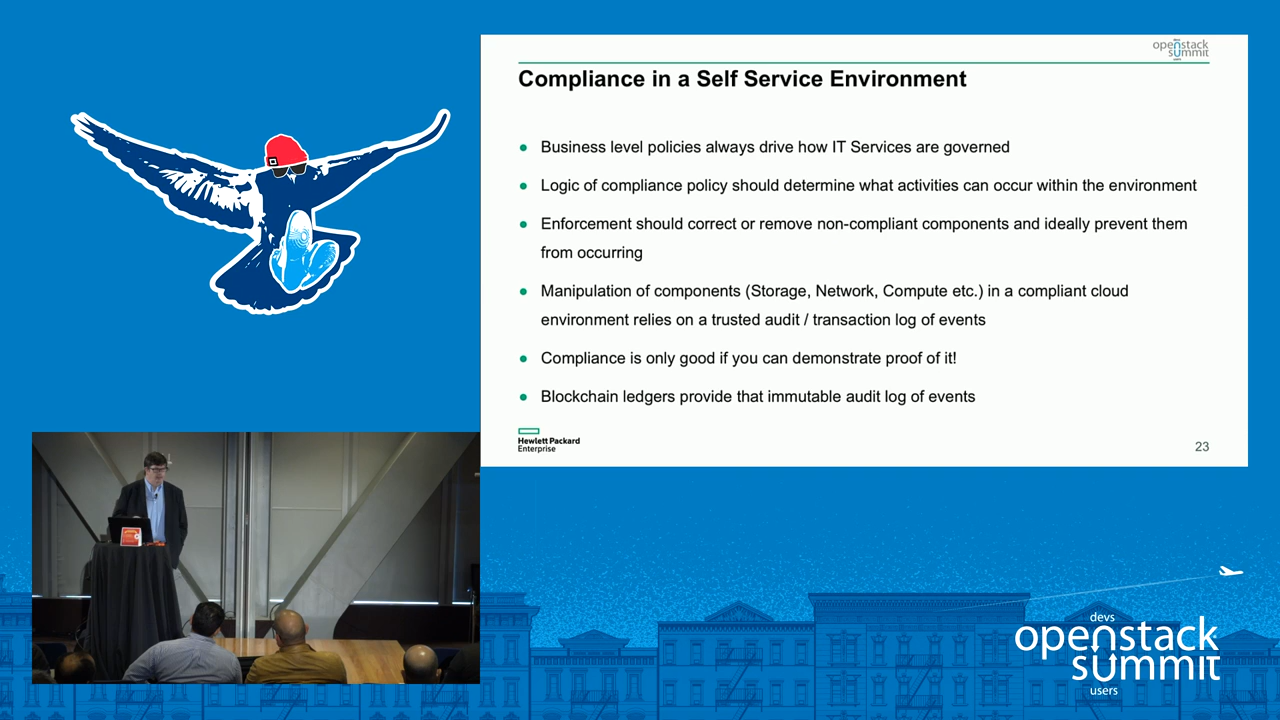 devs
openstack
summit
users
Compliance in a Self Service Environment
Business level policies always drive how IT Services are governed
Logic of compliance policy should determine what activities can occur within the environment
Enforcement should correct or remove non-compliant components and ideally prevent them
from occurring
Manipulation of components (Storage, Network, Compute etc.) in a compliant cloud
environment relies on a trusted audit / transaction log of events
Compliance is only good if you can demonstrate proof of it!
Blockchain ledgers provide that immutable audit log of events
Hewlett Packard
Enterprise
23
devs
openstack
summit
users